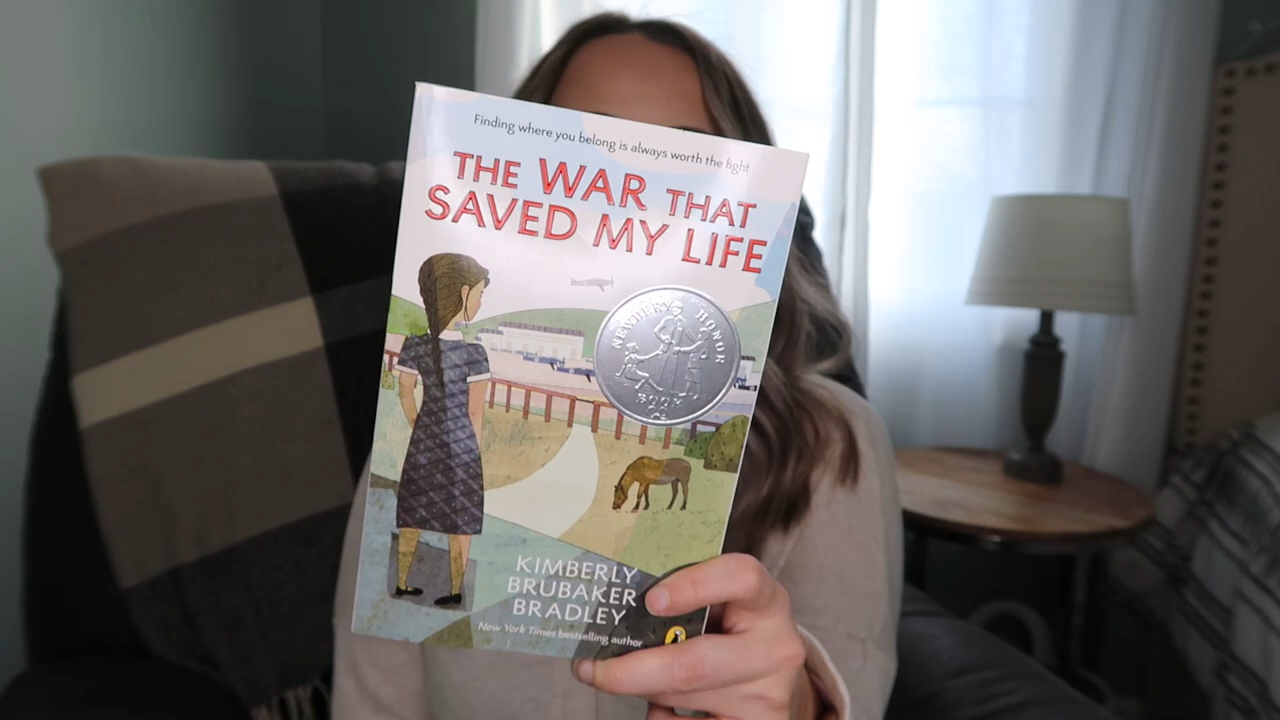 Finding where you belong is always worth the fight
THE WAR THAT
SAVED MY LIFE
NEWBERY HONOR
BOOK
KIMBERLY
BRUBAKER
BRADLEY
New York Times bestselling author